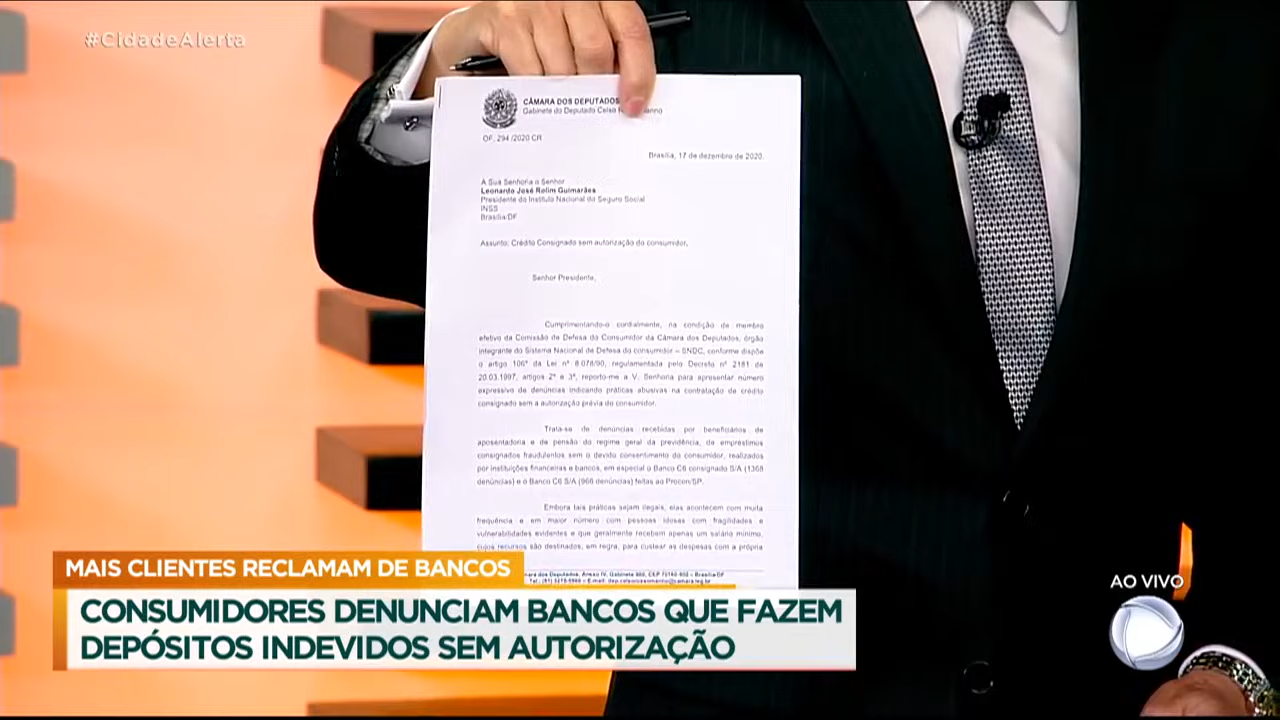 #CidadeAlerta
CÂMARA DOS DEPUTADOS
Gabinete do Deputado Celso
OF. 294 /2020 CR
Brasília, 17 de dezembro de 2020.
A Sua Senhoria o Senhor
Leonardo José Rolim Guimarães
Presidente do Instituto Nacional do Seguro Social
INSS
Brasília/DF
Assunto: Crédito Consignado sem autorização do consumidor,
Senhor Presidente,
Cumprimentando-o cordialmente, na condição de membro
efetivo da Comissão de Defesa do Consumidor da Câmara dos Deputados, órgão
integrante do Sistema Nacional de Defesa do consumidor – SNDC, conforme dispõe
o artigo 106º da Lei nº 8.078/90, regulamentada pelo Decreto nº 2181 de
20.03.1997, artigos 2º e 3º, reporto-me a V. Senhoria para apresentar número
expressivo de denúncias indicando práticas abusivas na contratação de crédito
consignado sem a autorização prévia do consumidor.
Trata-se de denúncias recebidas por beneficiários de
aposentadoria e de pensão do regime geral da previdência, de empréstimos
consignados fraudulentos sem o devido consentimento do consumidor, realizados
por instituições financeiras e bancos, em especial o Banco C6 consignado S/A (1368
denúncias) e o Banco C6 S/A (966 denúncias) feitas ao Procon/SP.
Embora tais práticas sejam ilegais, elas acontecem com muita
frequência e em maior número com pessoas idosas com fragilidades e
vulnerabilidades evidentes e que geralmente recebem apenas um salário mínimo,
cujos recursos são destinados, em regra, para custear as despesas com a própria
dos Deputados, Anexo IV, Gabinete
MAIS CLIENTES RECLAMAM DE BANCOS
CONSUMIDORES DENUNCIAM BANCOS QUE FAZEM
DEPÓSITOS INDEVIDOS SEM AUTORIZAÇÃO
AO VIVO